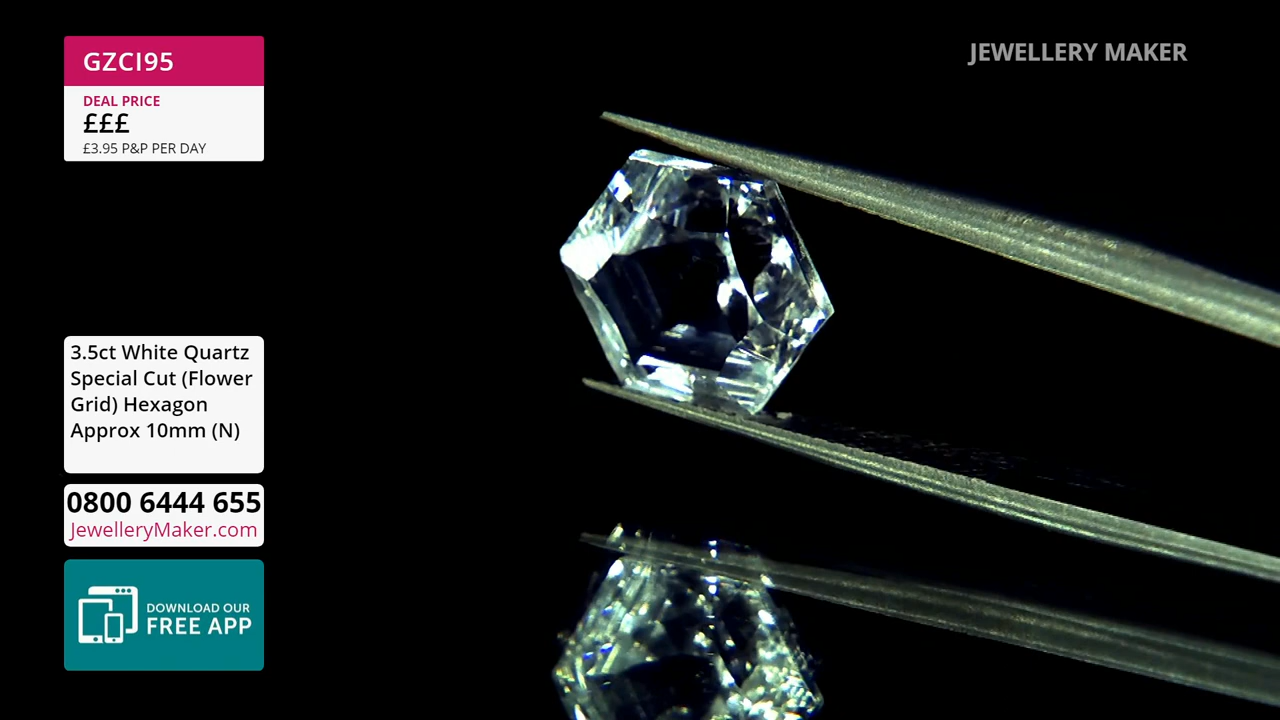 GZCI95
DEAL PRICE
£££
£3.95 P&P PER DAY
JEWELLERY MAKER
3.5ct White Quartz
Special Cut (Flower
Grid) Hexagon
Approx 10mm (N)
0800 6444 655
JewelleryMaker.com
DOWNLOAD OUR
FREE APP